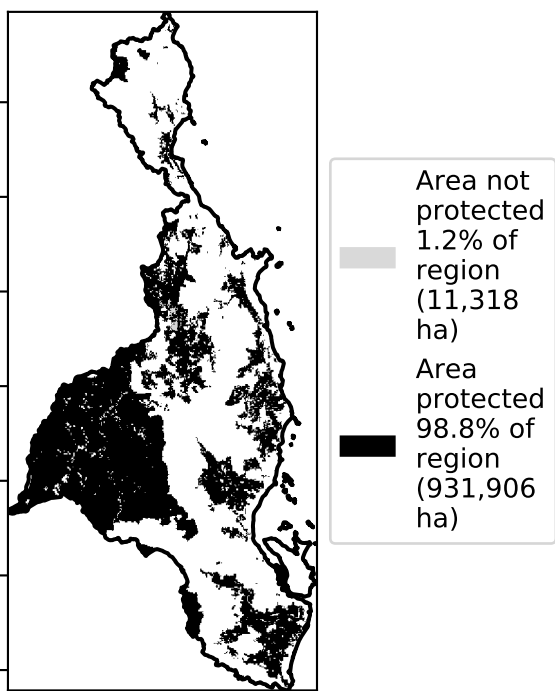 Area not
protected
1.2% of
region
(11,318
ha)
Area
protected
98.8% of
region
(931,906
ha)